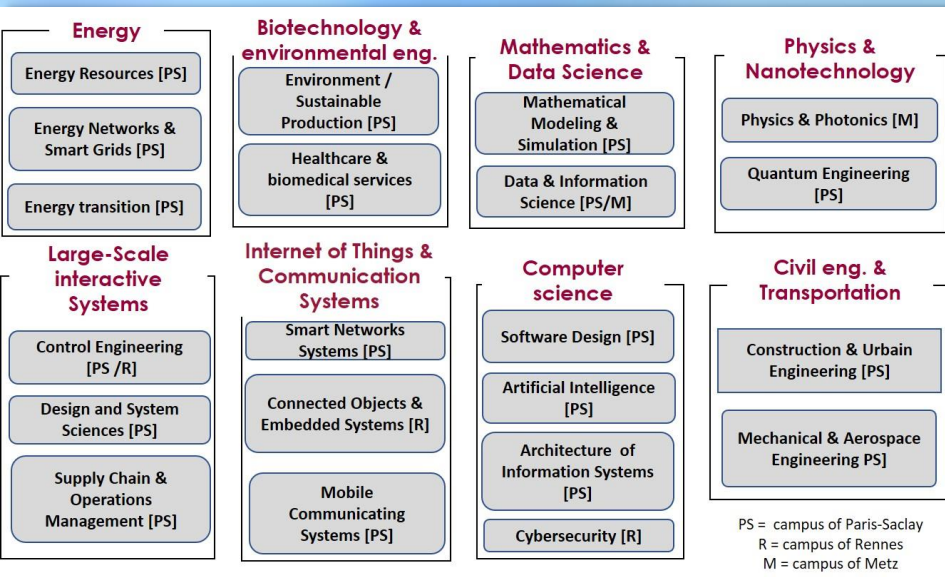 Energy
Energy Resources [PS]
Energy Networks &
Smart Grids [PS]
Energy transition [PS]
Biotechnology &
environmental eng.
Environment /
Sustainable
Production [PS]
Healthcare &
biomedical services
[PS]
Mathematics &
Data Science
Mathematical
Modeling &
Simulation [PS]
Data & Information
Science [PS/M]
Physics &
Nanotechnology
Physics & Photonics [M]
Quantum Engineering
[PS]
Large-Scale
interactive
Systems
Control Engineering
[PS /R]
Design and System
Sciences [PS]
Supply Chain &
Operations
Management [PS]
Internet of Things &
Communication
Systems
Smart Networks
Systems [PS]
Connected Objects &
Embedded Systems [R]
Mobile
Communicating
Systems [PS]
Computer
science
Software Design [PS]
Artificial Intelligence
[PS]
Architecture of
Information Systems
[PS]
Cybersecurity [R]
Civil eng. &
Transportation
Construction & Urbain
Engineering [PS]
Mechanical & Aerospace
Engineering PS]
PS = campus of Paris-Saclay
R = campus of Rennes
M = campus of Metz